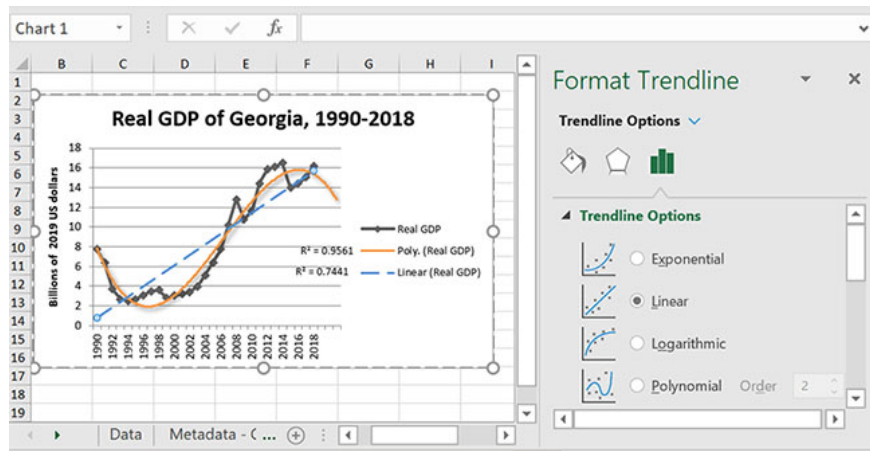 Chart 1
fx
B C D E F G H I
1
2
3
4
5
6
7
8
9
10
11
12
13
14
15
16
17
18
19
Real GDP of Georgia, 1990-2018
Billions of 2019 US dollars
18
16
14
12
10
8
6
4
2
0
1990 1992 1994 1996 1998 2000 2002 2004 2006 2008 2010 2012 2014 2016 2018
R² = 0.9561
R² = 0.7441
Real GDP
Poly. (Real GDP)
Linear (Real GDP)
Data Metadata - C ...
Format Trendline
Trendline Options
Trendline Options
Exponential
Linear
Logarithmic
Polynomial Order 2